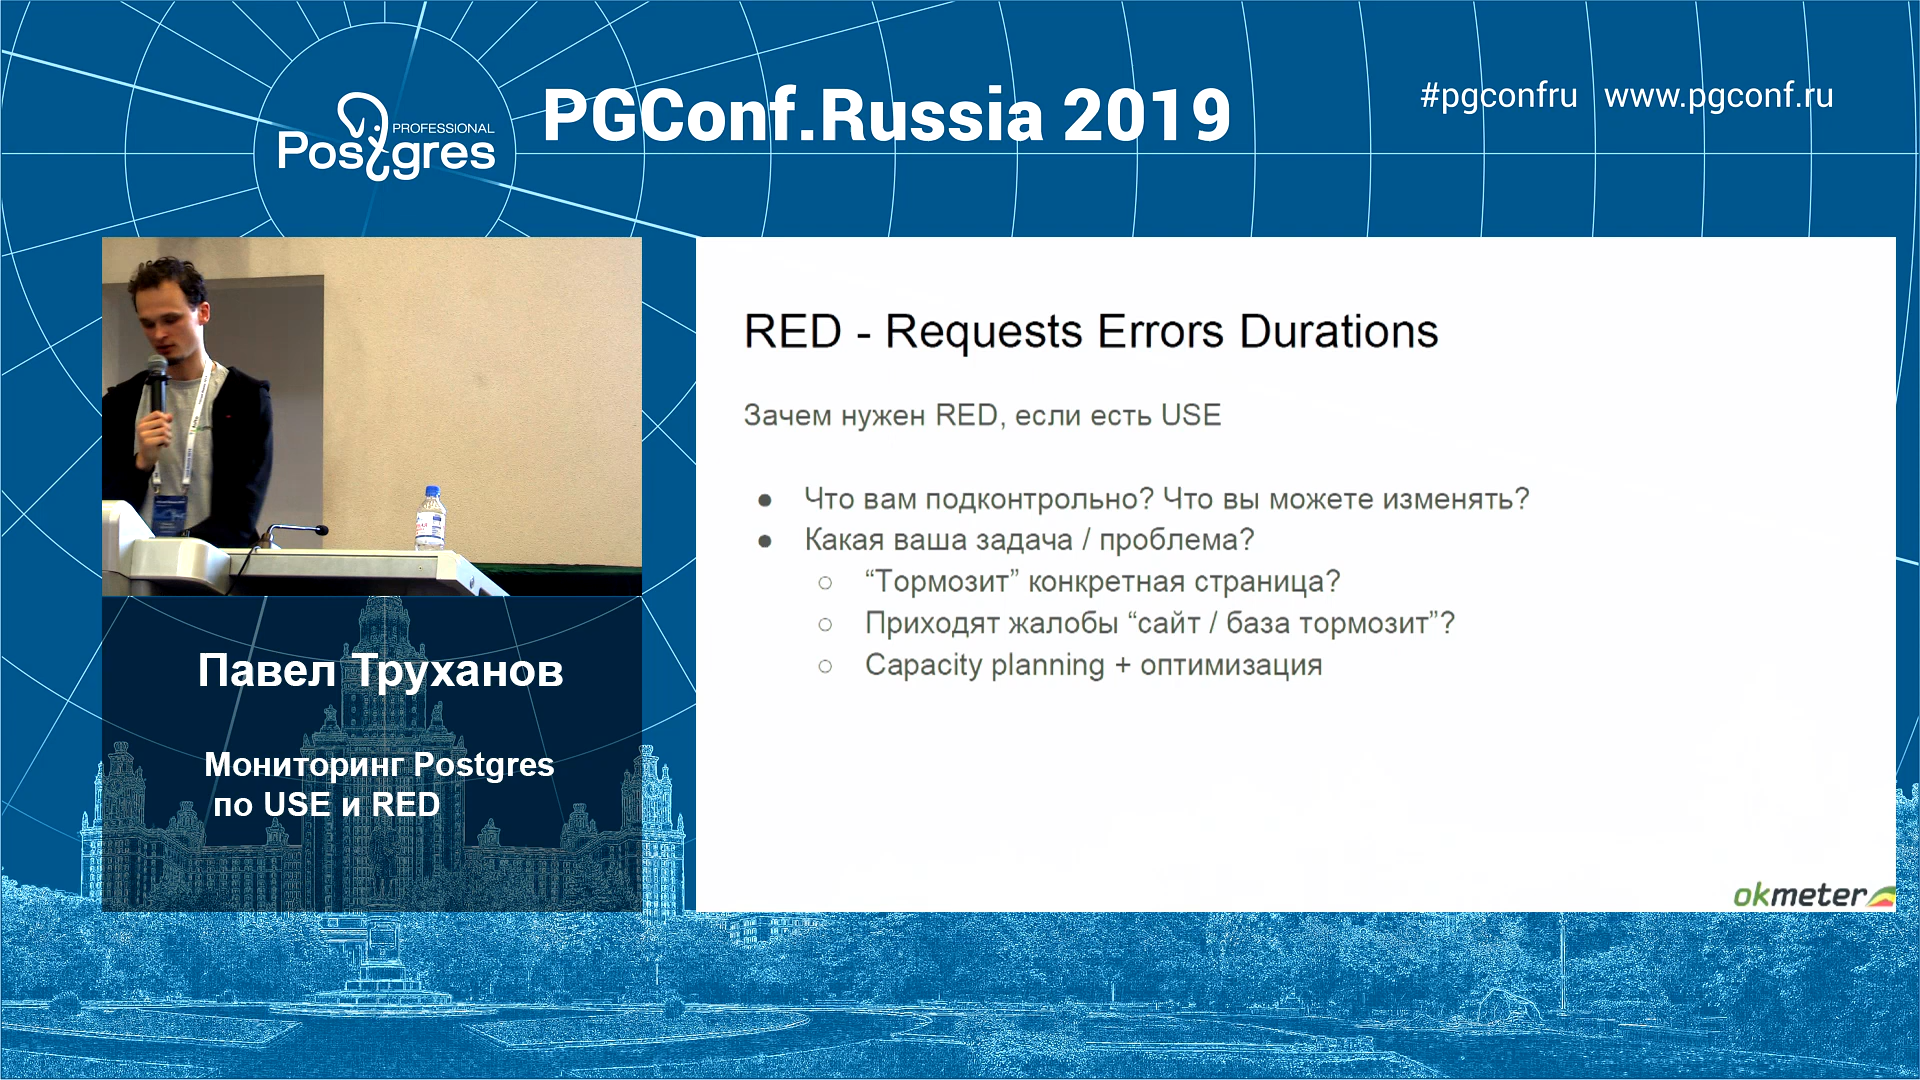 PROFESSIONAL
Postgres
PGConf.Russia 2019
#pgconfru www.pgconf.ru
RED - Requests Errors Durations
Зачем нужен RED, если есть USE
● Что вам подконтрольно? Что вы можете изменять?
● Какая ваша задача / проблема?
○ “Тормозит” конкретная страница?
○ Приходят жалобы “сайт / база тормозит”?
○ Capacity planning + оптимизация
okmeter
Павел Труханов
Мониторинг Postgres
по USE и RED